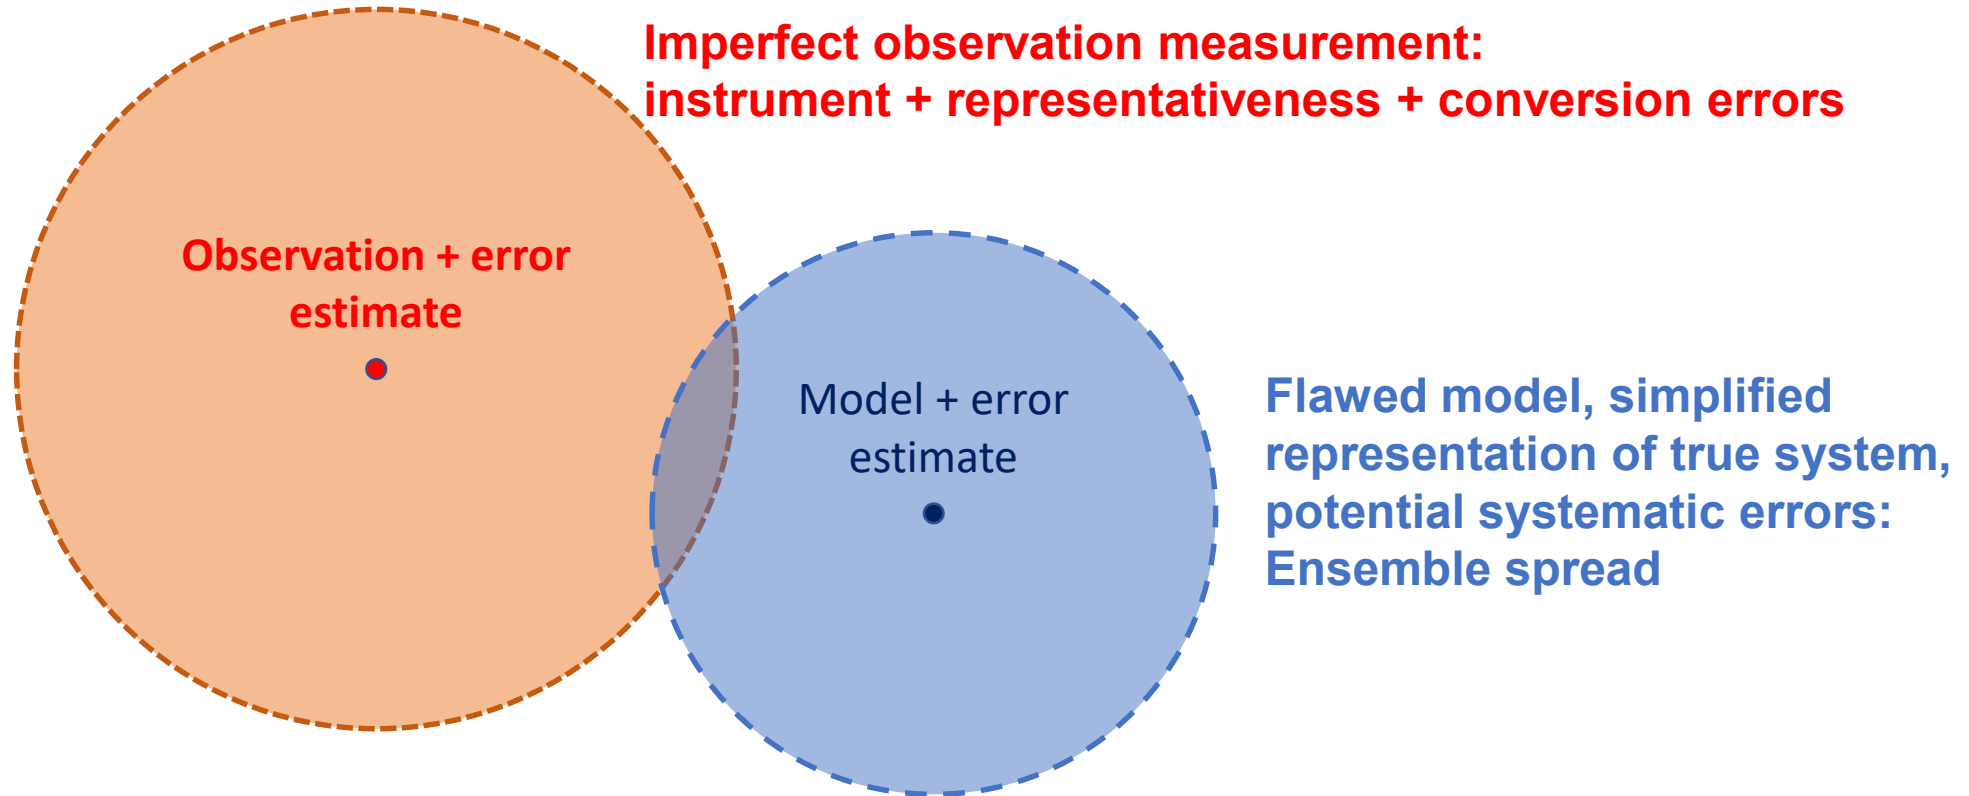 Imperfect observation measurement:
instrument + representativeness + conversion errors
Observation + error
estimate
Model + error
estimate
Flawed model, simplified
representation of true system,
potential systematic errors:
Ensemble spread